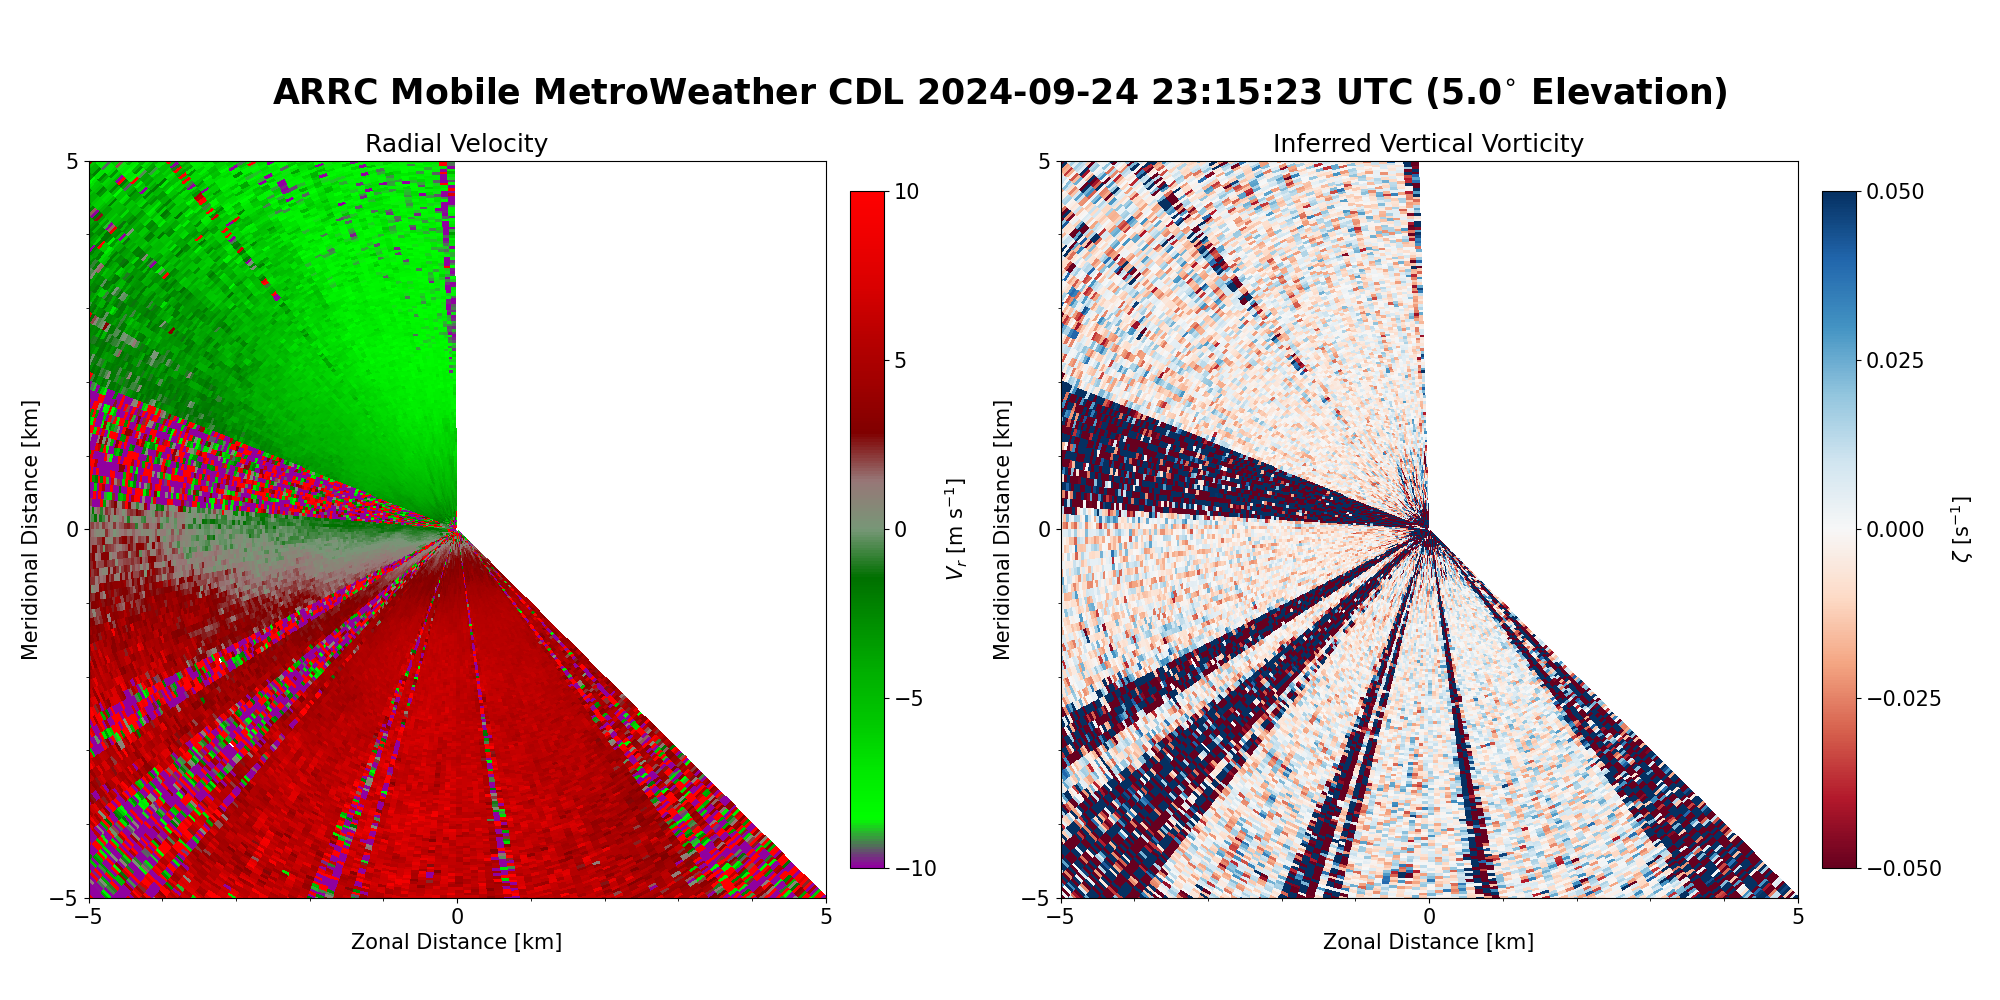 ARRC Mobile MetroWeather CDL 2024-09-24 23:15:23 UTC (5.0° Elevation)
Radial Velocity
5
0
−5
−5
0
5
Meridional Distance [km]
Zonal Distance [km]
10
5
0
−5
−10
Vr [m s−1]
Inferred Vertical Vorticity
5
0
−5
−5
0
5
Meridional Distance [km]
Zonal Distance [km]
0.050
0.025
0.000
−0.025
−0.050
ζ [s−1]